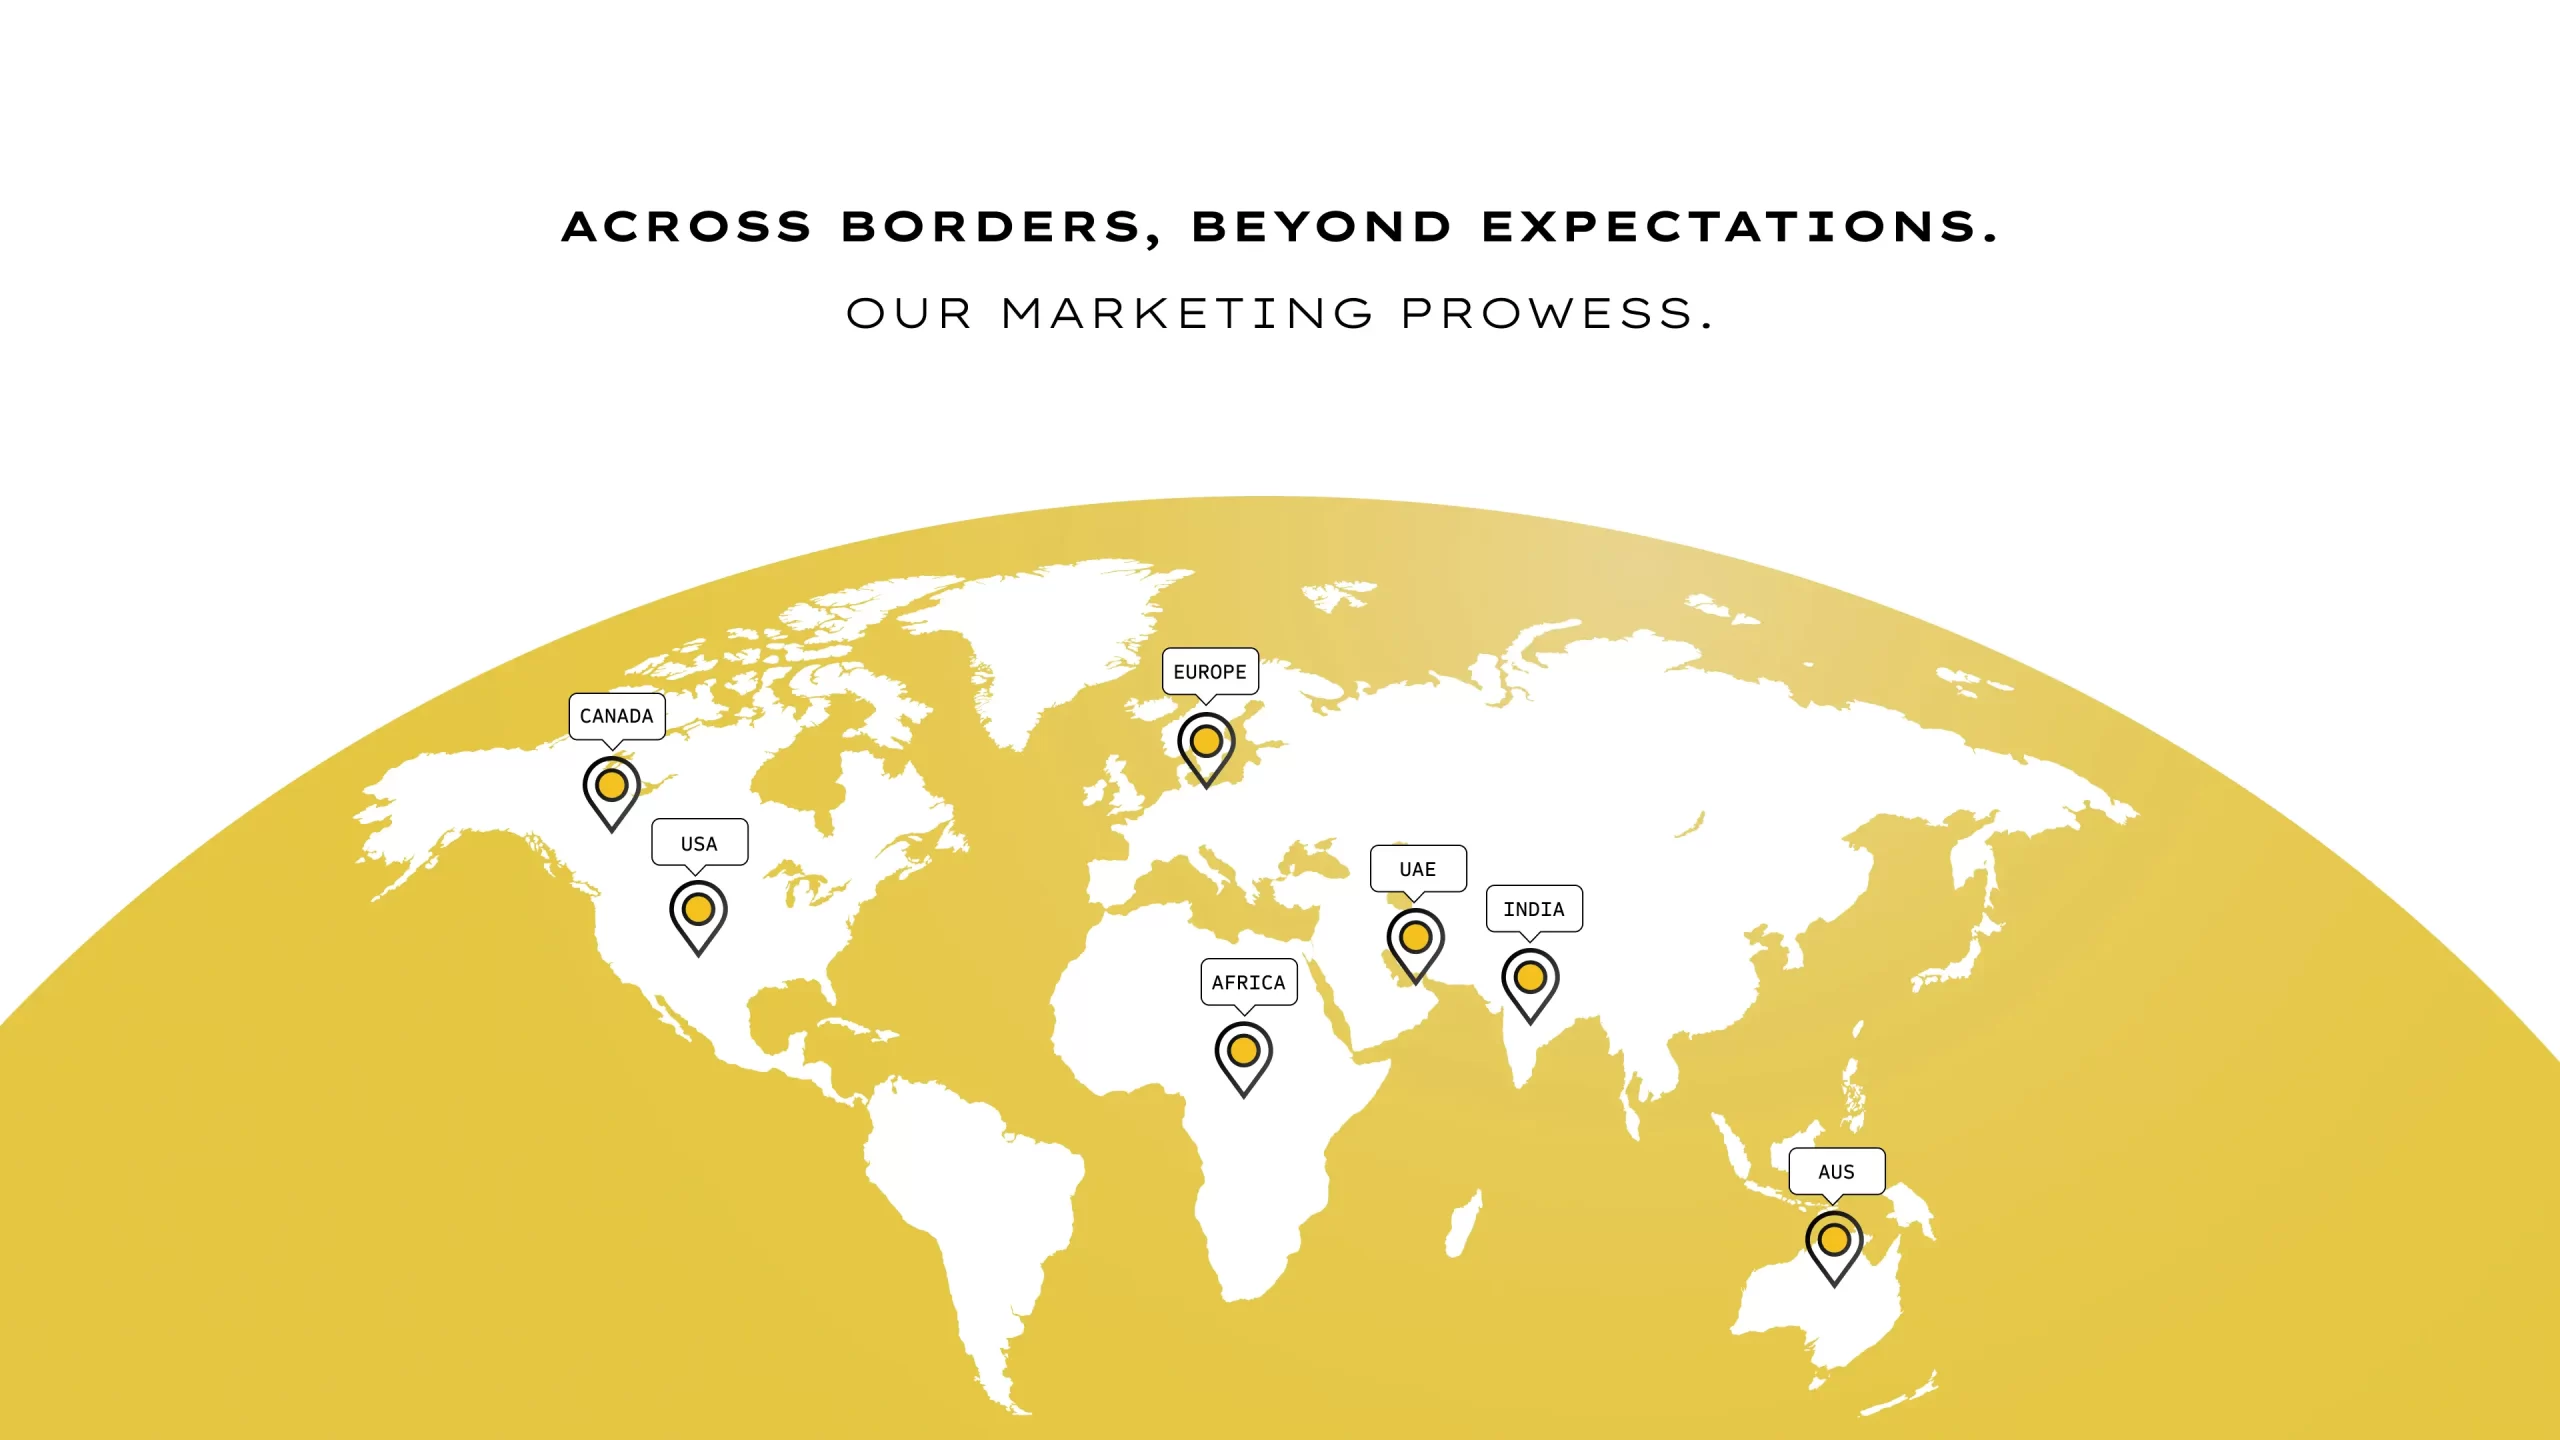 ACROSS BORDERS, BEYOND EXPECTATIONS.
OUR MARKETING PROWESS.
EUROPE
CANADA
USA
UAE
INDIA
AFRICA
AUS